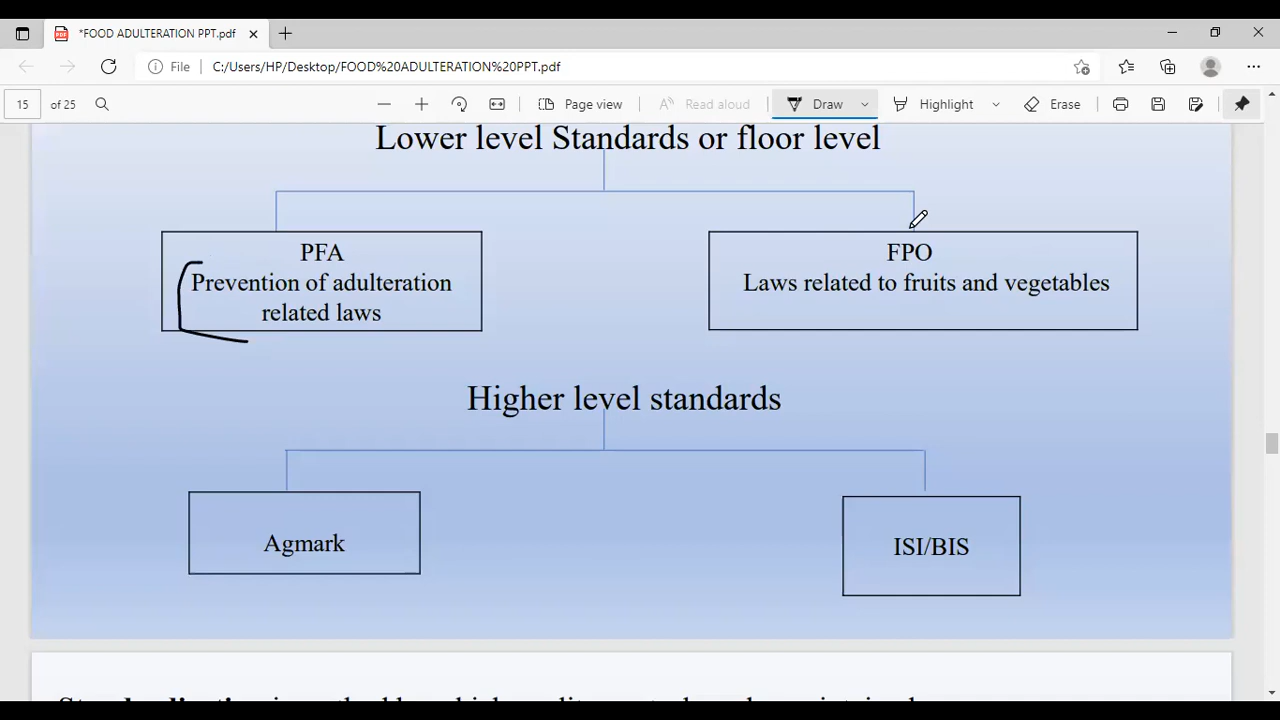 *FOOD ADULTERATION PPT.pdf
File
C:/Users/HP/Desktop/FOOD%20ADULTERATION%20PPT.pdf
15 of 25
Page view
Read aloud
Draw
Highlight
Erase
Lower level Standards or floor level
PFA
Prevention of adulteration
related laws
FPO
Laws related to fruits and vegetables
Higher level standards
Agmark
ISI/BIS